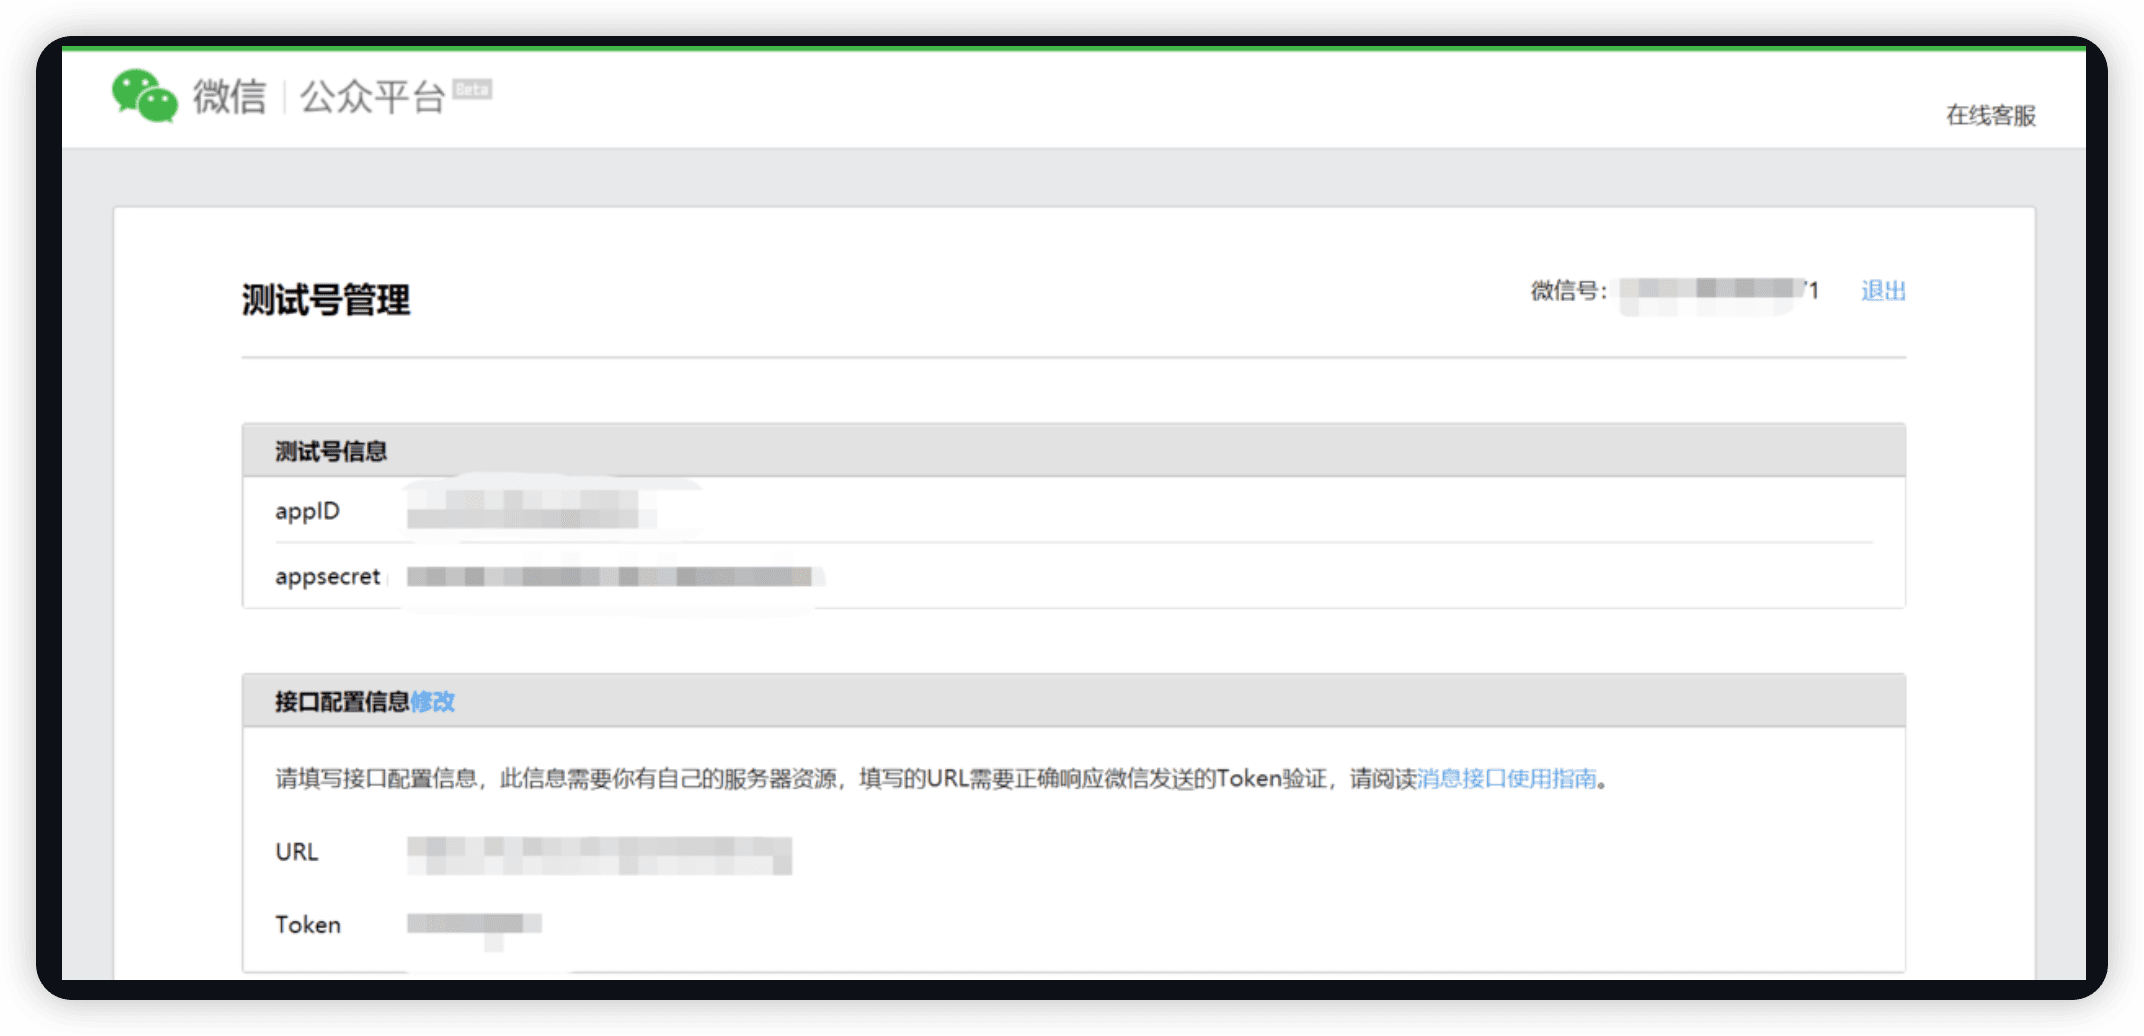 微信 | 公众平台 Beta
在线客服
测试号管理
微信号: 1 退出
测试号信息
appID
appsecret
接口配置信息修改
请填写接口配置信息，此信息需要你有自己的服务器资源，填写的URL需要正确响应微信发送的Token验证，请阅读消息接口使用指南。
URL
Token